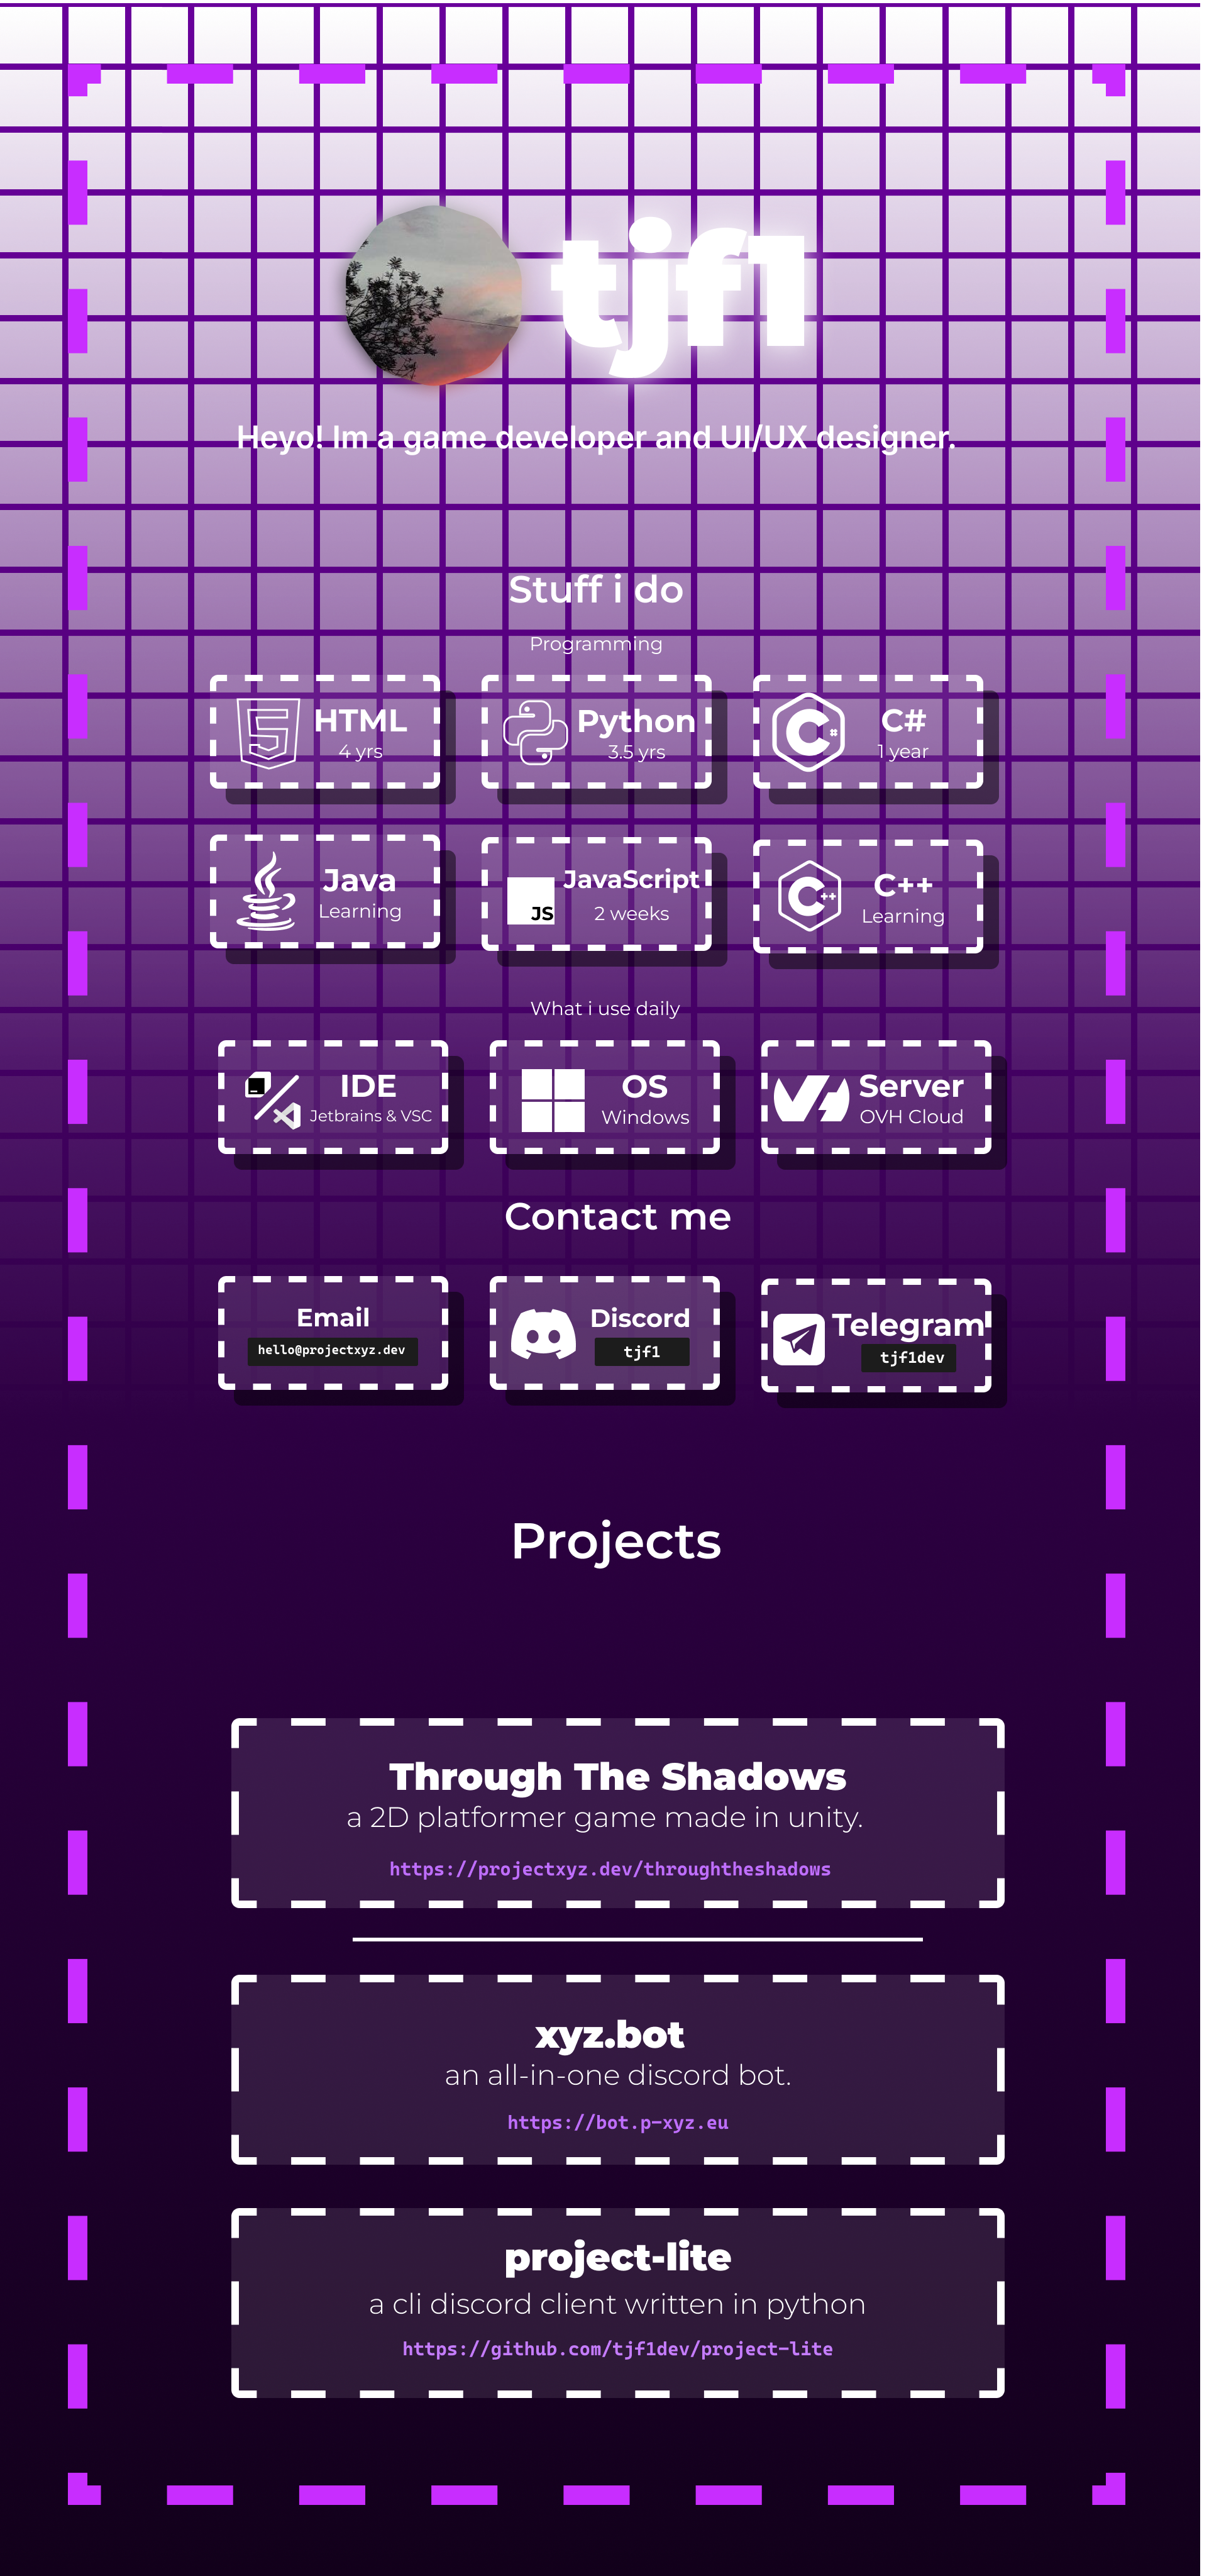 tjf1
Heyo! Im a game developer and UI/UX designer.
Stuff i do
Programming
HTML
4 yrs
Python
3.5 yrs
C#
1 year
Java
Learning
JS
JavaScript
2 weeks
C++
Learning
What i use daily
IDE
Jetbrains & VSC
OS
Windows
Server
OVH Cloud
Contact me
Email
hello@projectxyz.dev
Discord
tjf1
Telegram
tjf1dev
Projects
Through The Shadows
a 2D platformer game made in unity.
https://projectxyz.dev/throughtheshadows
xyz.bot
an all-in-one discord bot.
https://bot.p-xyz.eu
project-lite
a cli discord client written in python
https://github.com/tjf1dev/project-lite